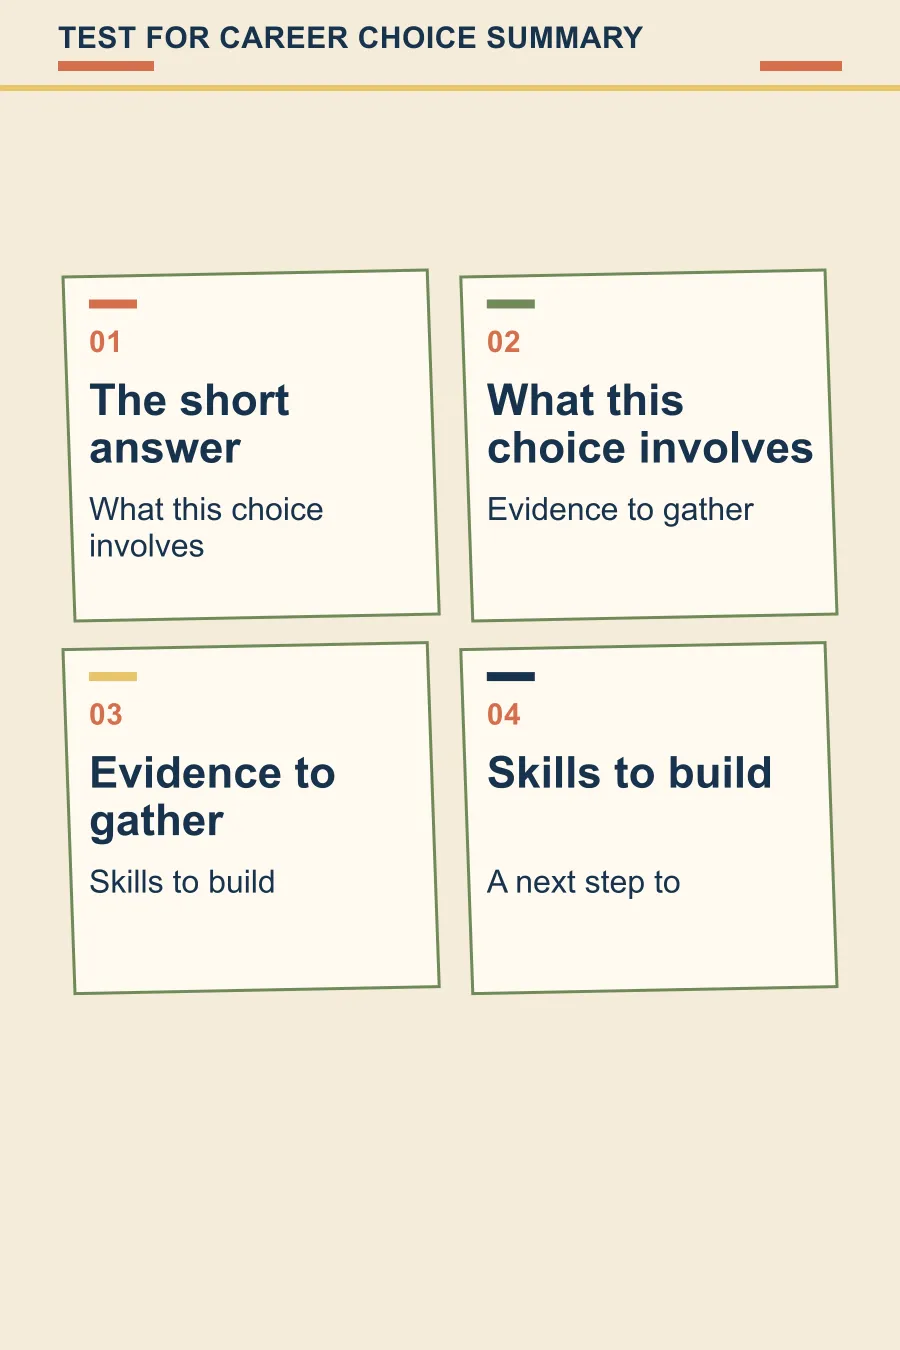 TEST FOR CAREER CHOICE SUMMARY
01
The short
answer
What this choice
involves
02
What this
choice involves
Evidence to gather
03
Evidence to
gather
Skills to build
04
Skills to build
A next step to